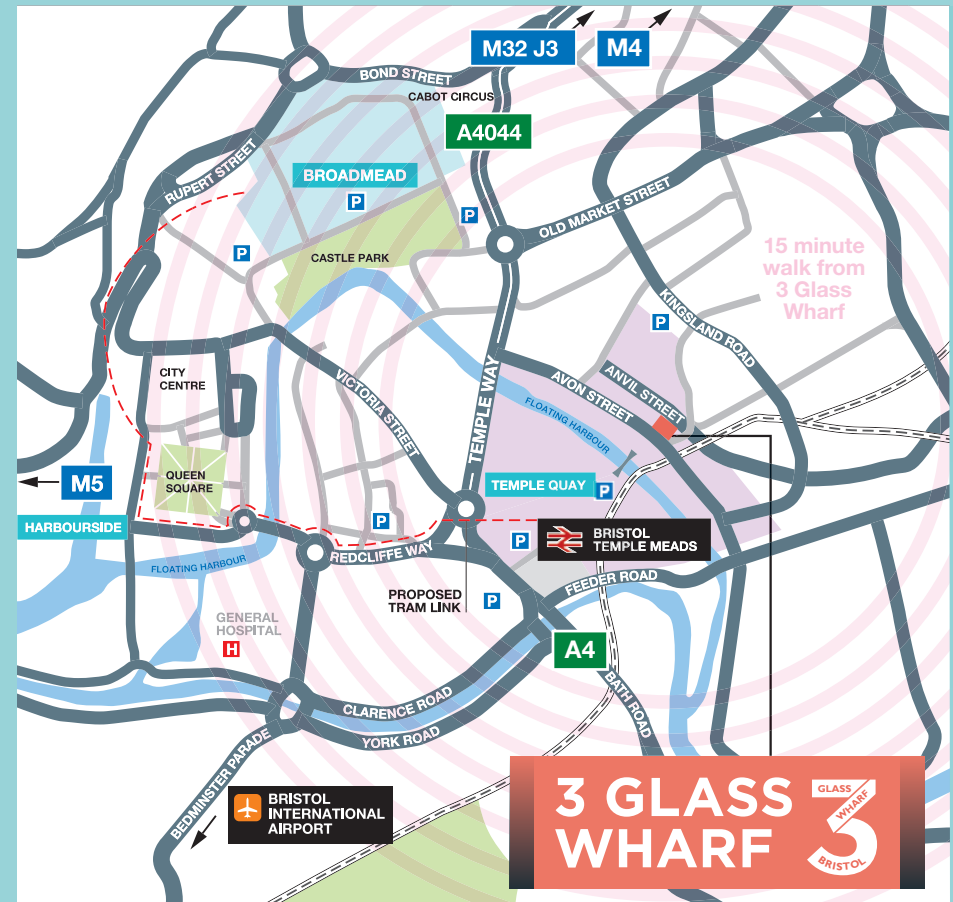 M32 J3
M4
BOND STREET
CABOT CIRCUS
A4044
RUPERT STREET
BROADMEAD
P
P
OLD MARKET STREET
P
CASTLE PARK
15 minute
walk from
3 Glass
Wharf
KINGSLAND ROAD
P
CITY
CENTRE
VICTORIA STREET
TEMPLE WAY
AVON STREET
ANVIL STREET
FLOATING HARBOUR
M5
QUEEN
SQUARE
TEMPLE QUAY
P
HARBOURSIDE
P
P
BRISTOL
TEMPLE MEADS
REDCLIFFE WAY
FLOATING HARBOUR
FEEDER ROAD
PROPOSED
TRAM LINK
P
GENERAL
HOSPITAL
H
A4
CLARENCE ROAD
BATH ROAD
YORK ROAD
BEDMINSTER PARADE
BRISTOL
INTERNATIONAL
AIRPORT
3 GLASS
WHARF
GLASS
WHARF
3
BRISTOL